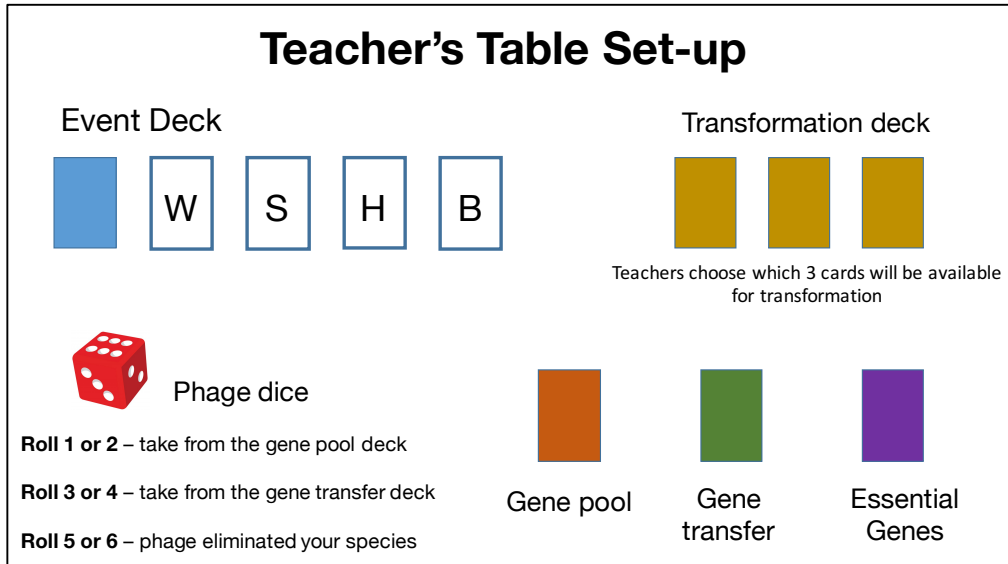 Teacher’s Table Set-up
Event Deck
W
S
H
B
Transformation deck
Teachers choose which 3 cards will be available
for transformation
Phage dice
Roll 1 or 2 – take from the gene pool deck
Roll 3 or 4 – take from the gene transfer deck
Roll 5 or 6 – phage eliminated your species
Gene pool
Gene
transfer
Essential
Genes